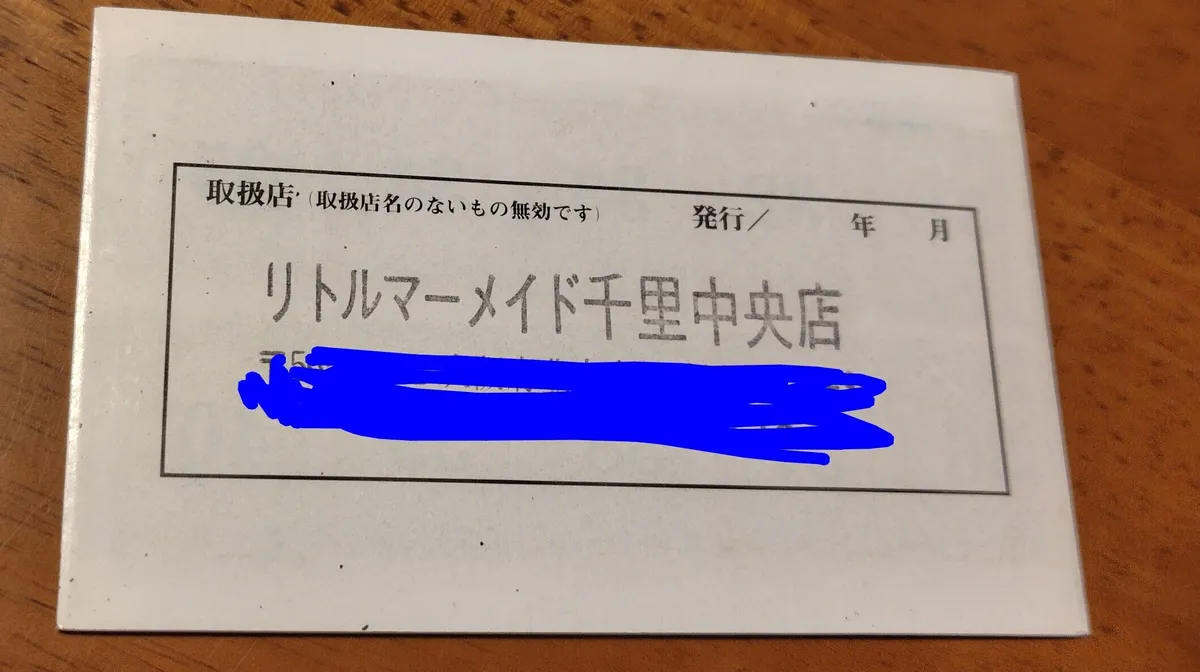 取扱店(取扱店名のないもの無効です) 発行／ 年 月
リトルマーメイド千里中央店
〒5